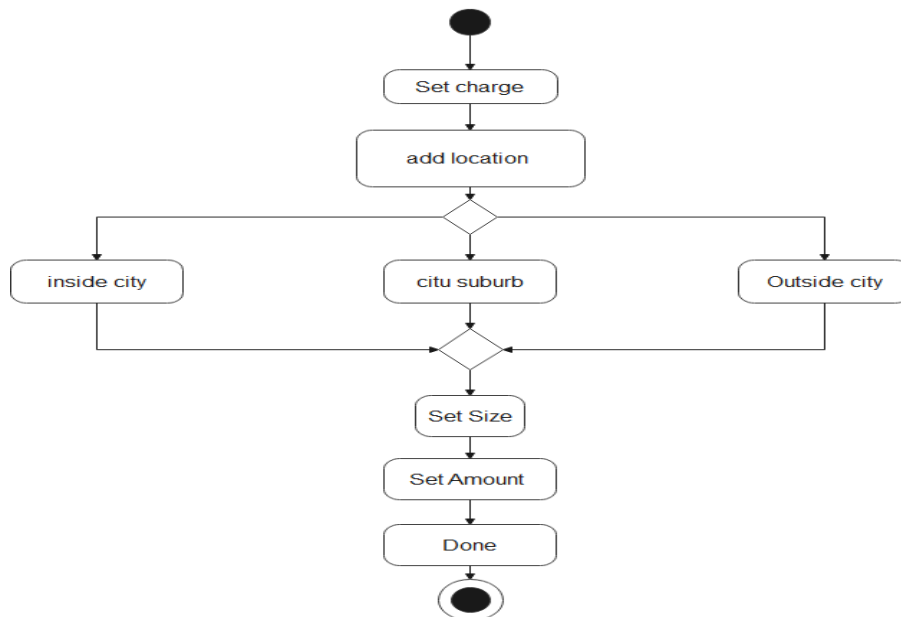 Set charge
add location
inside city
citu suburb
Outside city
Set Size
Set Amount
Done